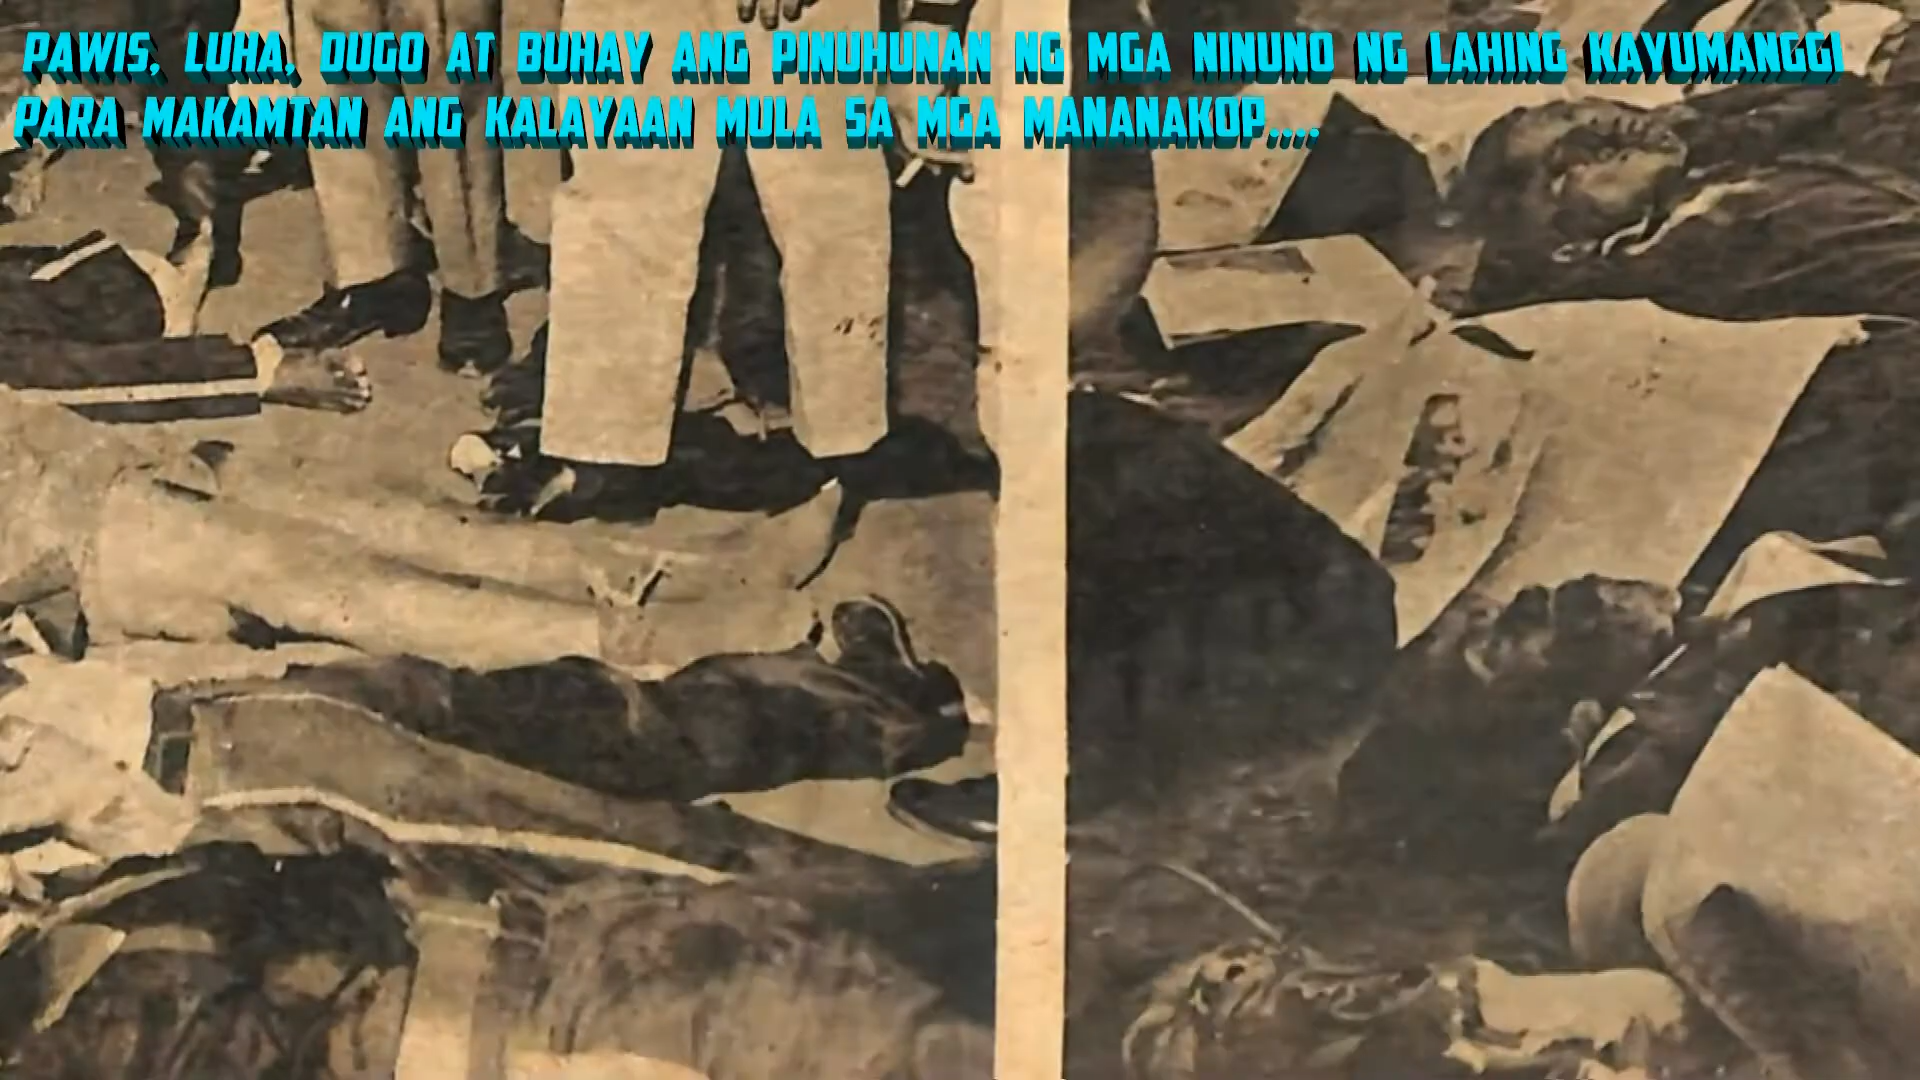 PAWIS, LUHA, DUGO AT BUHAY ANG PINUHUNAN NG MGA NINUNO NG LAHING KAYUMANGGI
PARA MAKAMTAN ANG KALAYAAN MULA SA MGA MANANAKOP....